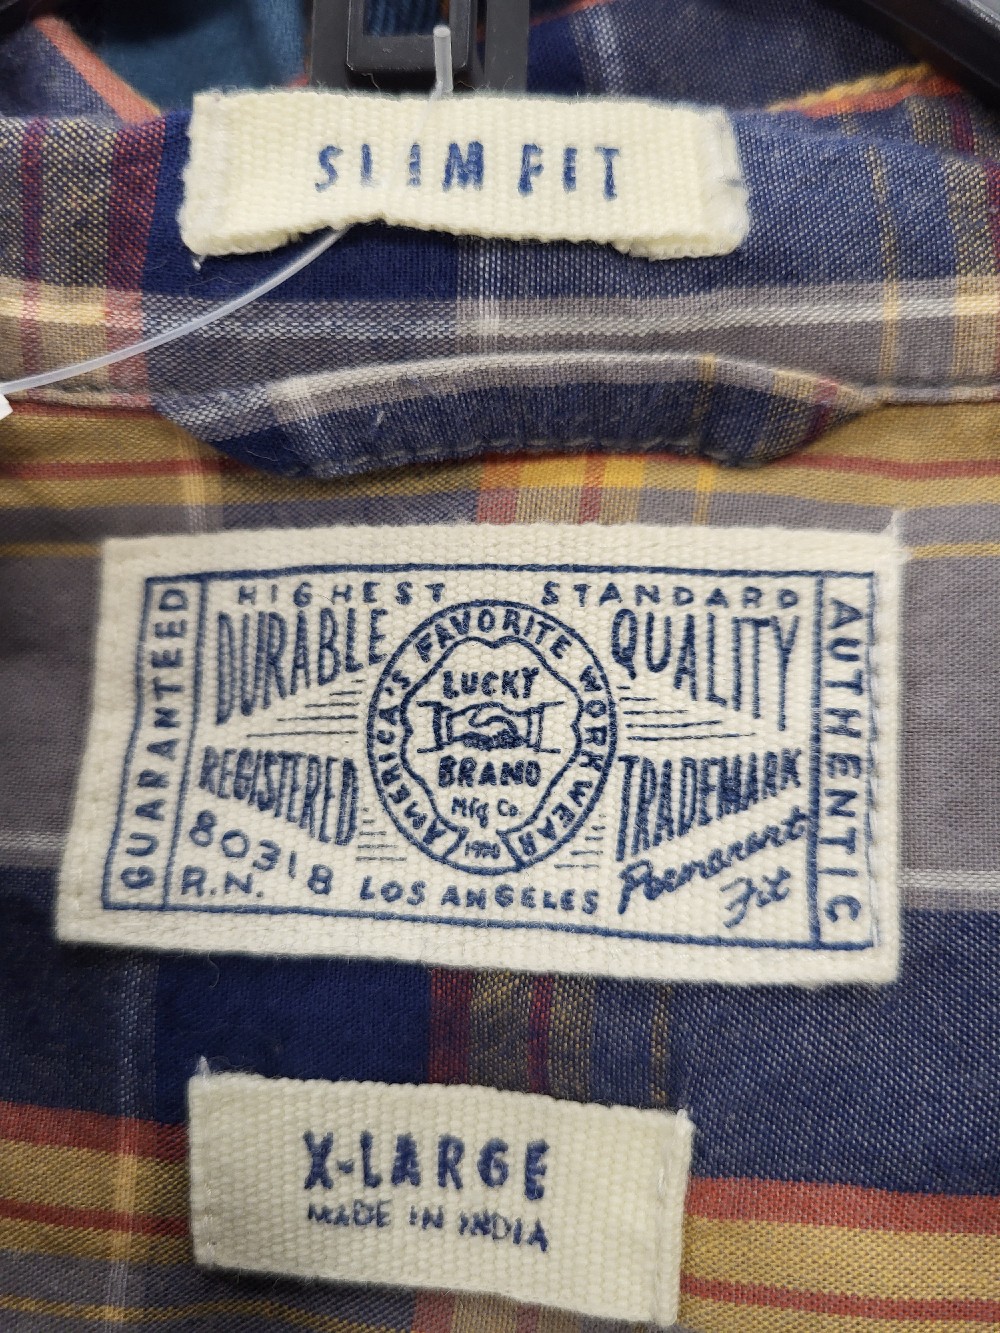 SLIM FIT
HIGHEST STANDARD
GUARANTEED
DURABLE
QUALITY
AUTHENTIC
AMERICA'S FAVORITE WORKWEAR
LUCKY
BRAND
Mfg Co.
REGISTERED
TRADEMARK
80318
R.N.
LOS ANGELES
Permanent
Fit
X-LARGE
MADE IN INDIA